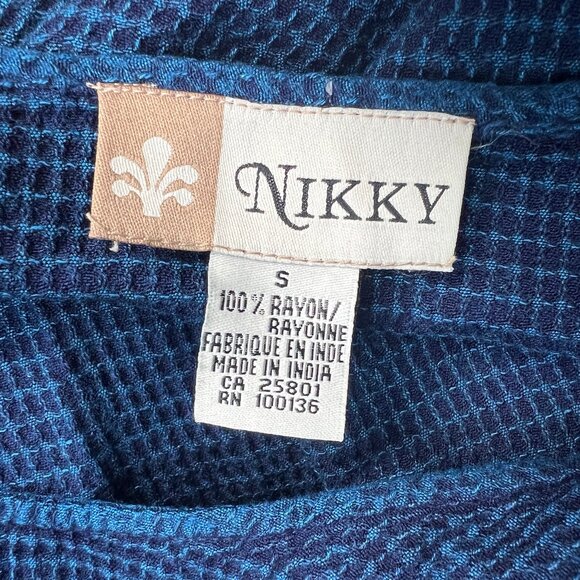 NIKKY
S
100% RAYON/
RAYONNE
FABRIQUE EN INDE
MADE IN INDIA
CA 25801
RN 100136